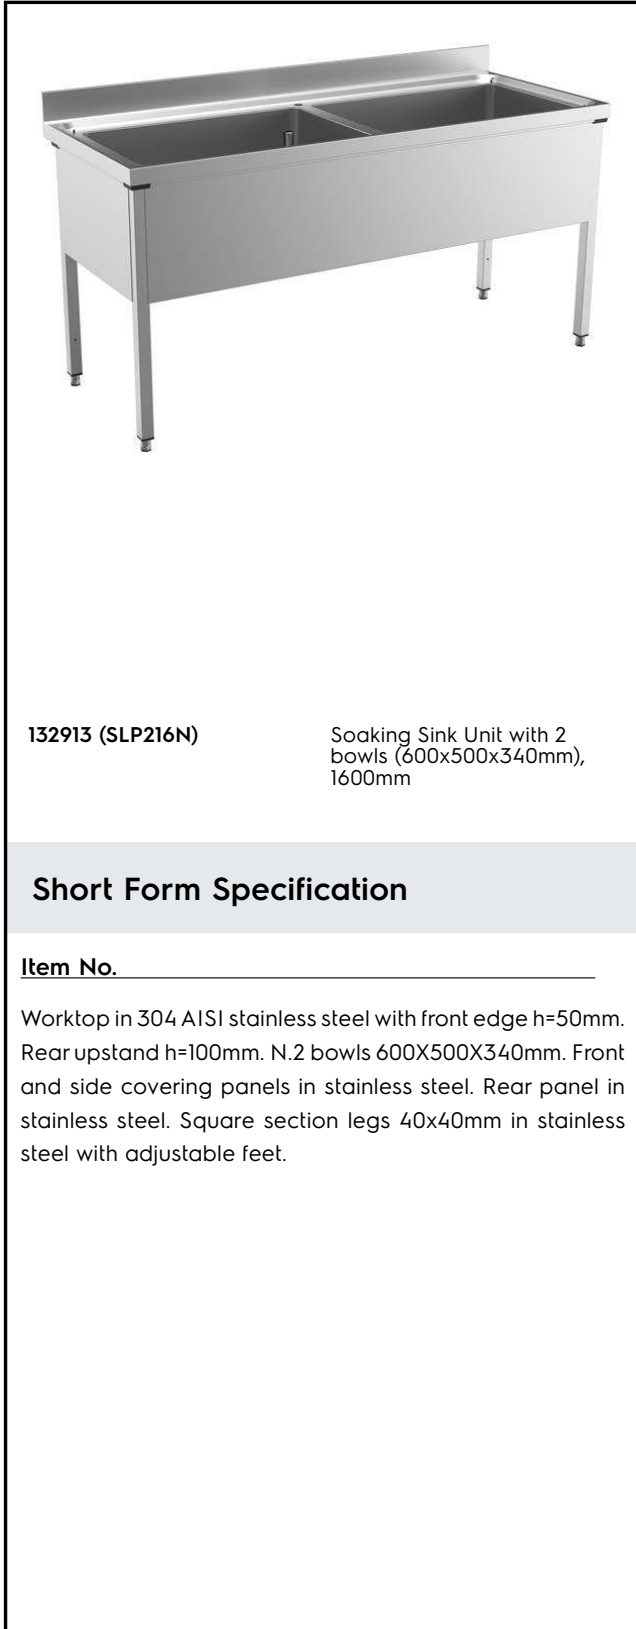 132913 (SLP216N)
Soaking Sink Unit with 2
bowls (600x500x340mm),
1600mm
Short Form Specification
Item No.
Worktop in 304 AISI stainless steel with front edge h=50mm.
Rear upstand h=100mm. N.2 bowls 600X500X340mm. Front
and side covering panels in stainless steel. Rear panel in
stainless steel. Square section legs 40x40mm in stainless
steel with adjustable feet.